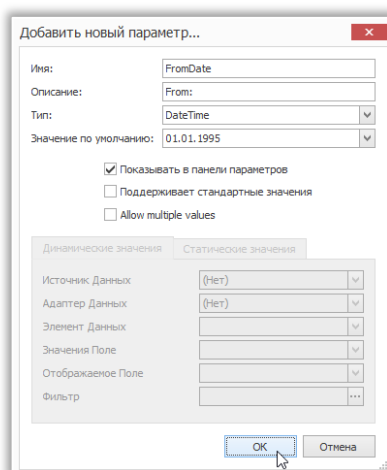 Добавить новый параметр...
Имя: FromDate
Описание: From:
Тип: DateTime
Значение по умолчанию: 01.01.1995
Показывать в панели параметров
Поддерживает стандартные значения
Allow multiple values
Динамические значения Статические значения
Источник Данных (Нет)
Адаптер Данных (Нет)
Элемент Данных
Значения Поле
Отображаемое Поле
Фильтр ...
OK Отмена